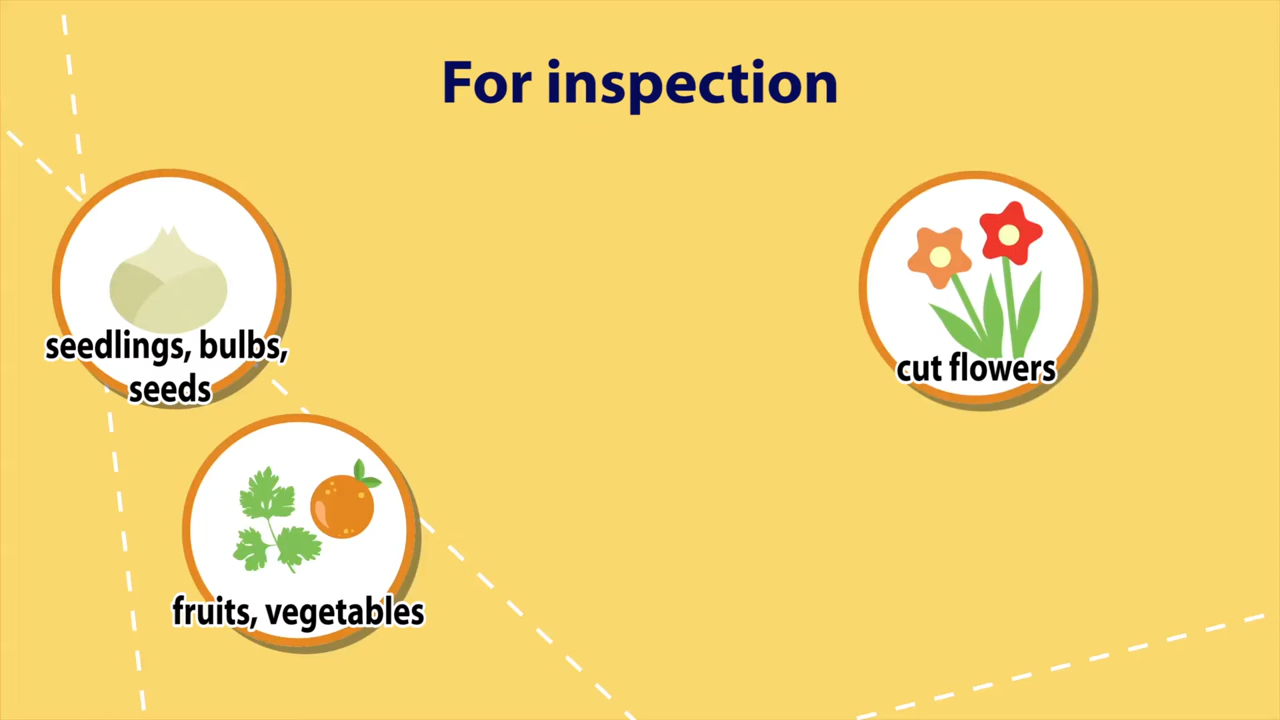 For inspection
seedlings, bulbs,
seeds
cut flowers
fruits, vegetables